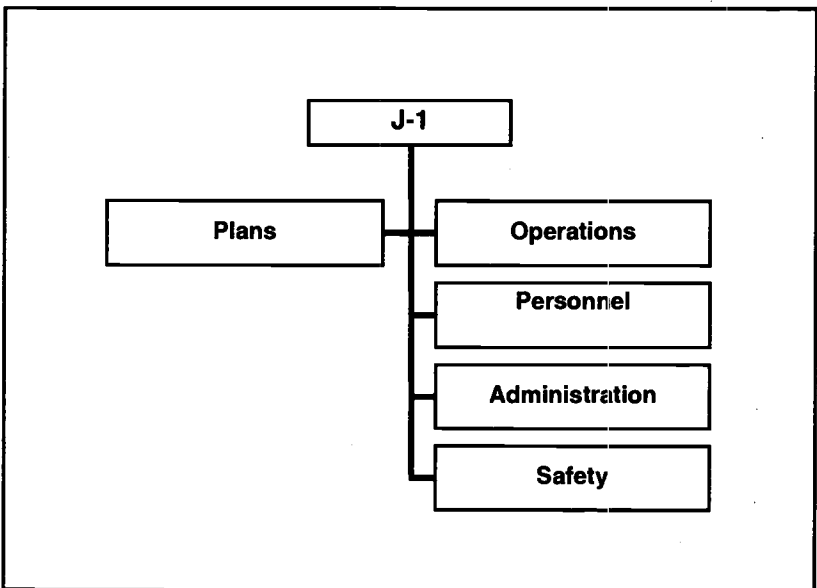 J-1
Plans
Operations
Personnel
Administration
Safety